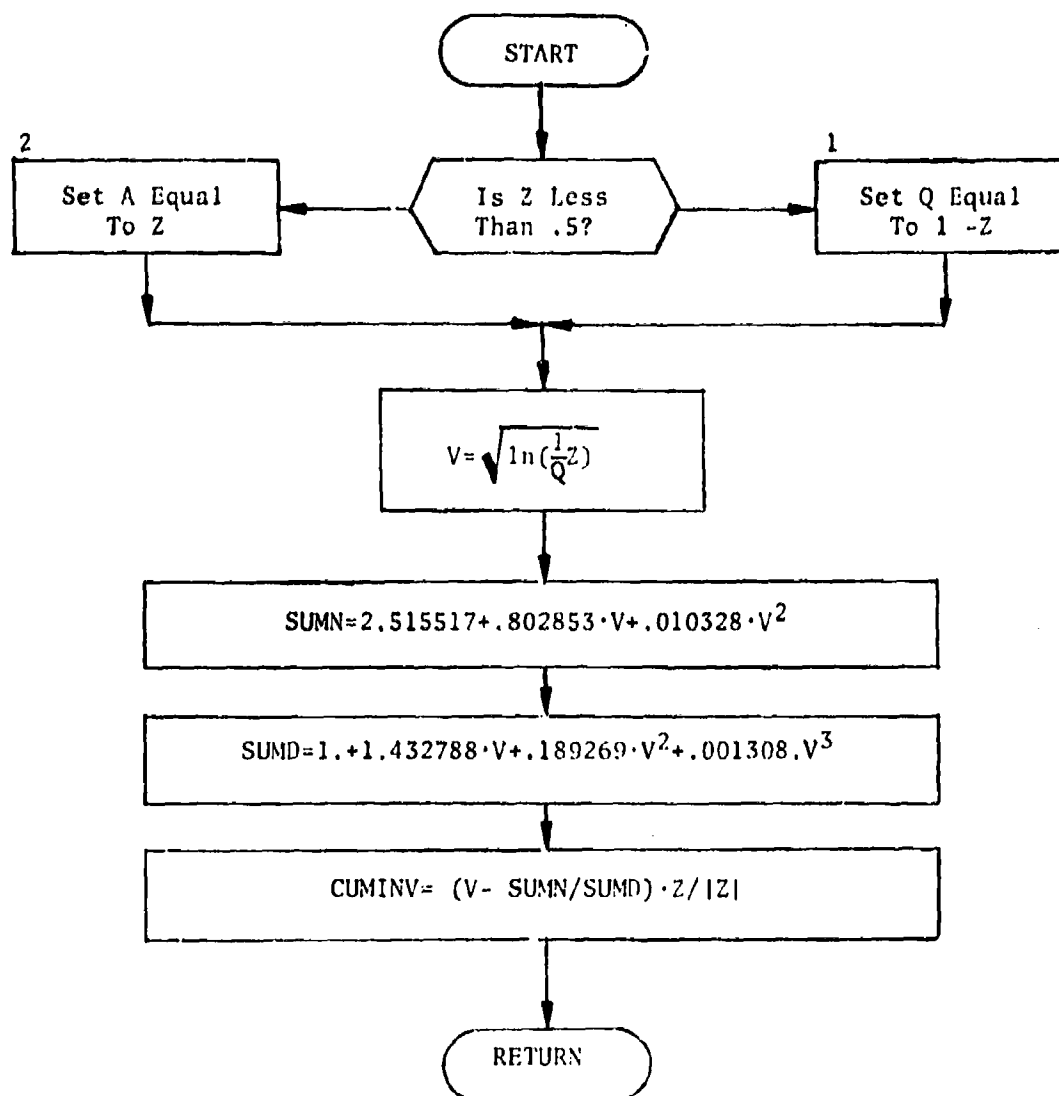 START
2
Set A Equal
To Z
Is Z Less
Than .5?
1
Set Q Equal
To 1 -Z
V=√ln(1/Q Z)
SUMN=2.515517+.802853·V+.010328·V²
SUMD=1.+1.432788·V+.189269·V²+.001308.V³
CUMINV= (V- SUMN/SUMD)·Z/|Z|
RETURN